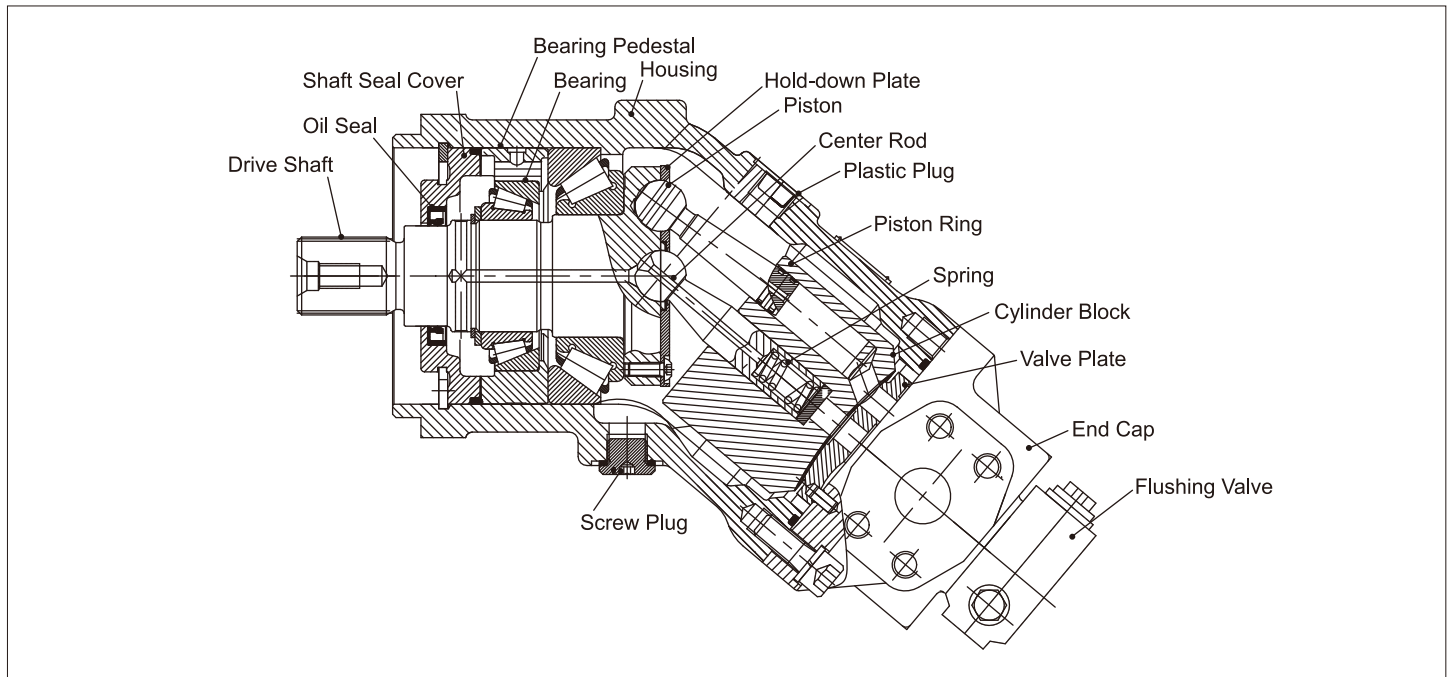 Bearing Pedestal
Housing
Shaft Seal Cover
Bearing
Hold-down Plate
Piston
Oil Seal
Center Rod
Drive Shaft
Plastic Plug
Piston Ring
Spring
Cylinder Block
Valve Plate
End Cap
Flushing Valve
Screw Plug